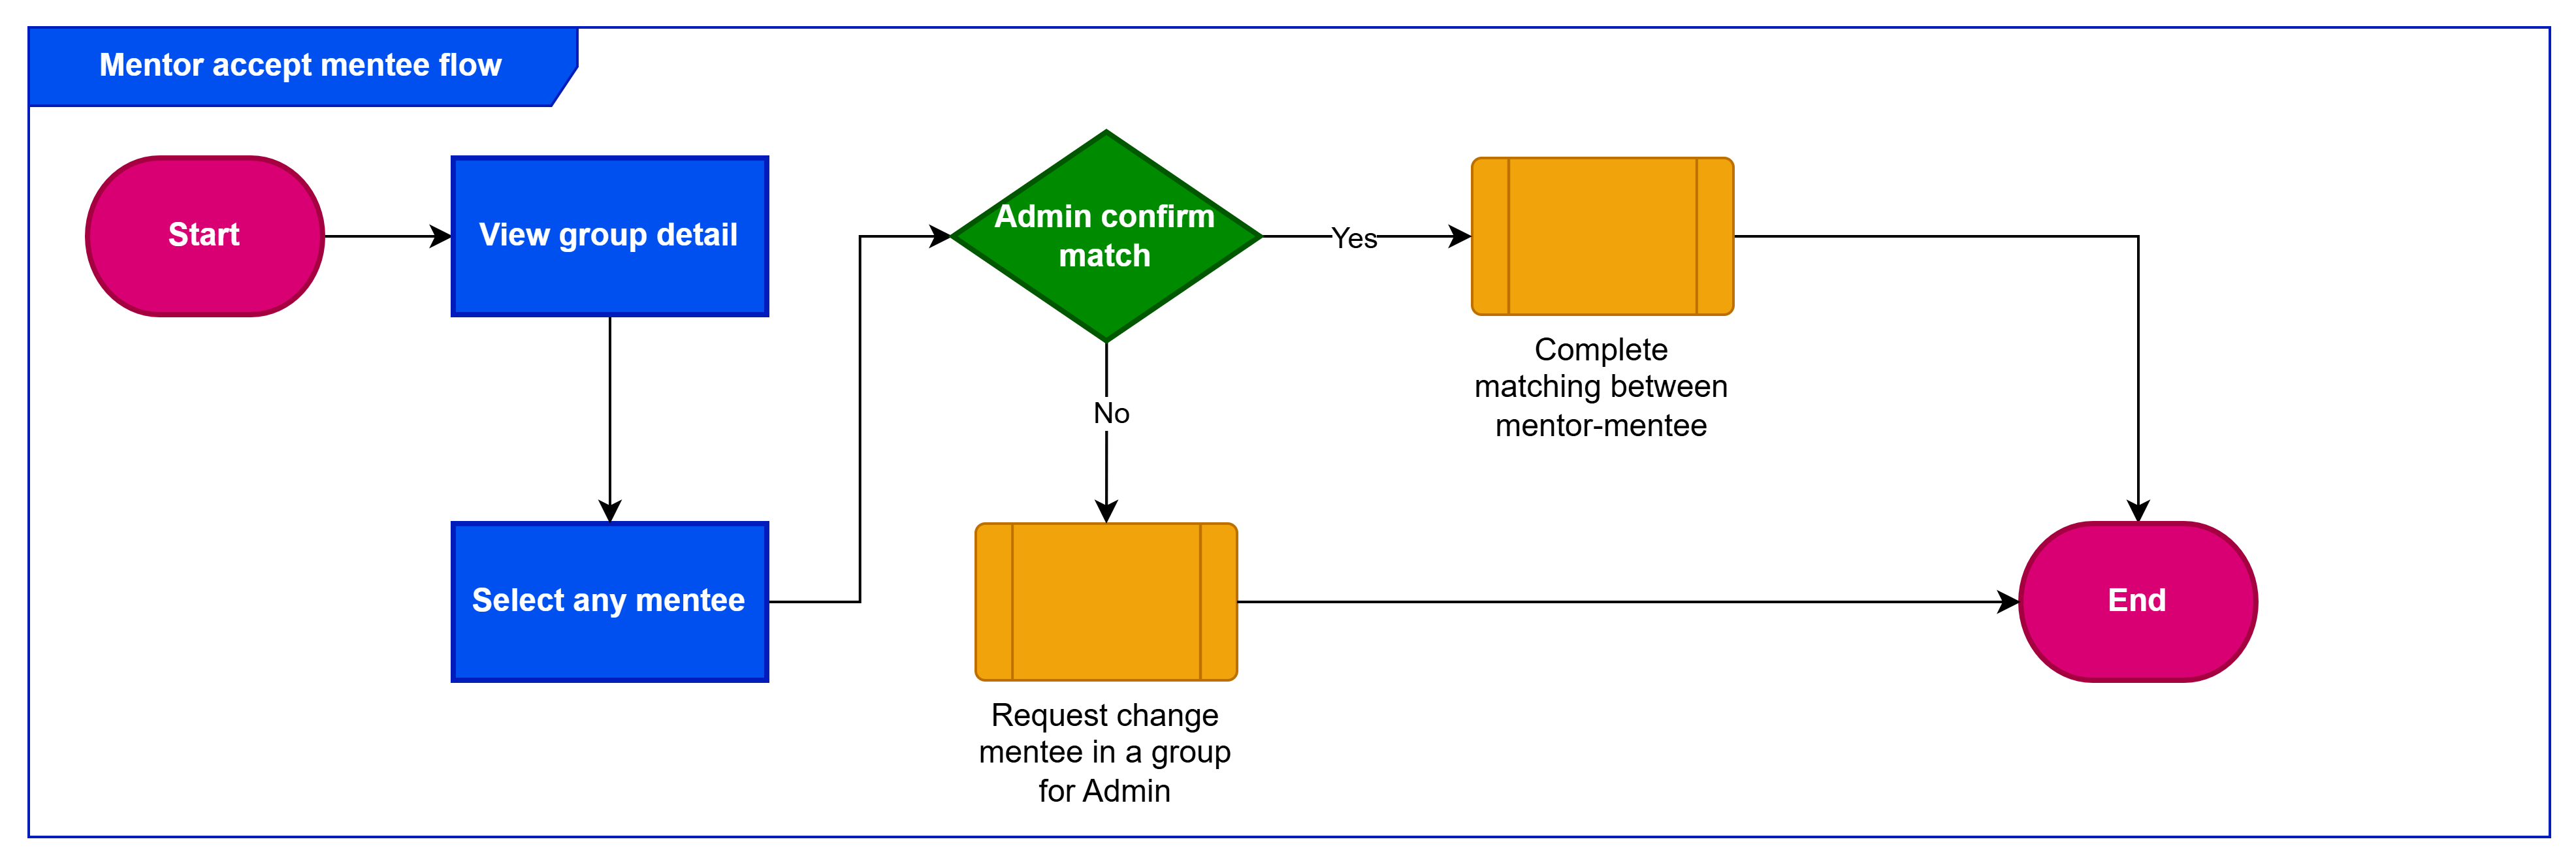 Mentor accept mentee flow
Start
View group detail
Admin confirm
match
Yes
Complete
matching between
mentor-mentee
No
Select any mentee
Request change
mentee in a group
for Admin
End